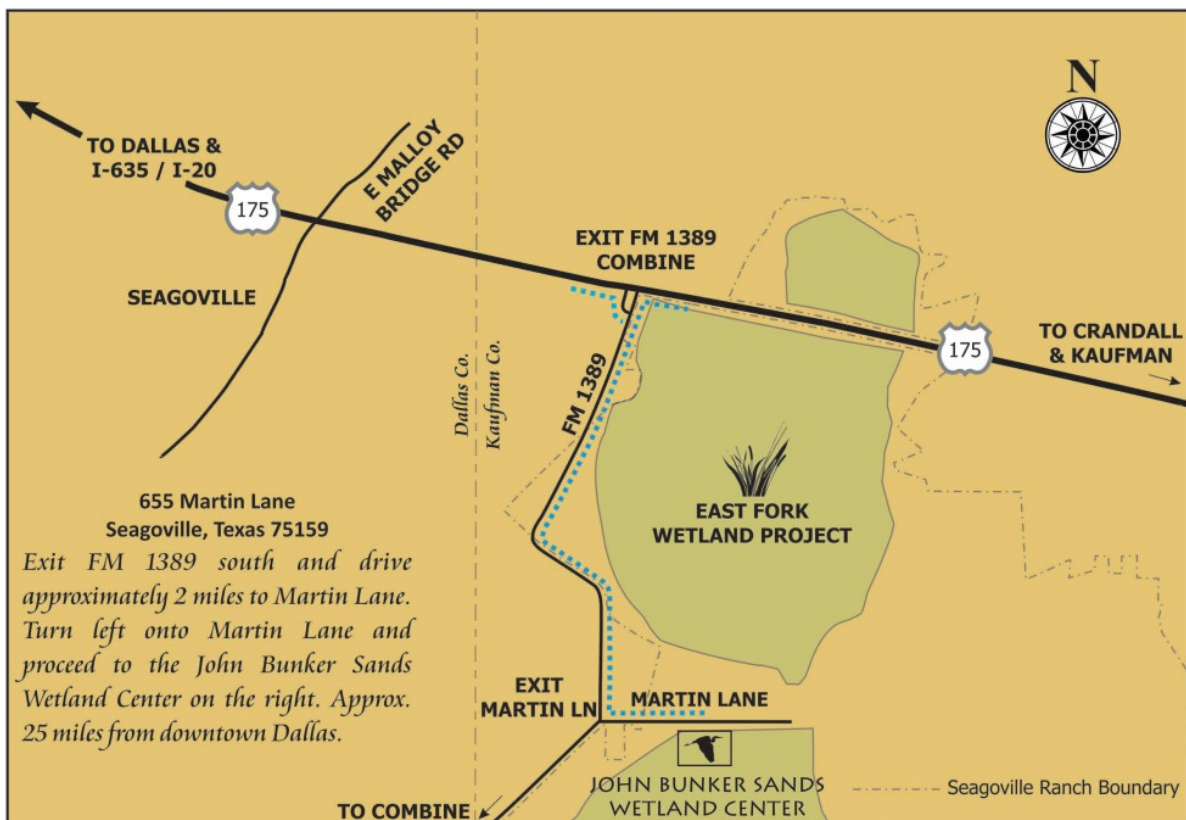 N
TO DALLAS &
I-635 / I-20
175
E MALLOY
BRIDGE RD
EXIT FM 1389
COMBINE
SEAGOVILLE
TO CRANDALL
& KAUFMAN
175
FM 1389
Dallas Co.
Kaufman Co.
EAST FORK
WETLAND PROJECT
655 Martin Lane
Seagoville, Texas 75159
Exit FM 1389 south and drive
approximately 2 miles to Martin Lane.
Turn left onto Martin Lane and
proceed to the John Bunker Sands
Wetland Center on the right. Approx.
25 miles from downtown Dallas.
EXIT
MARTIN LN
MARTIN LANE
JOHN BUNKER SANDS
WETLAND CENTER
Seagoville Ranch Boundary
TO COMBINE